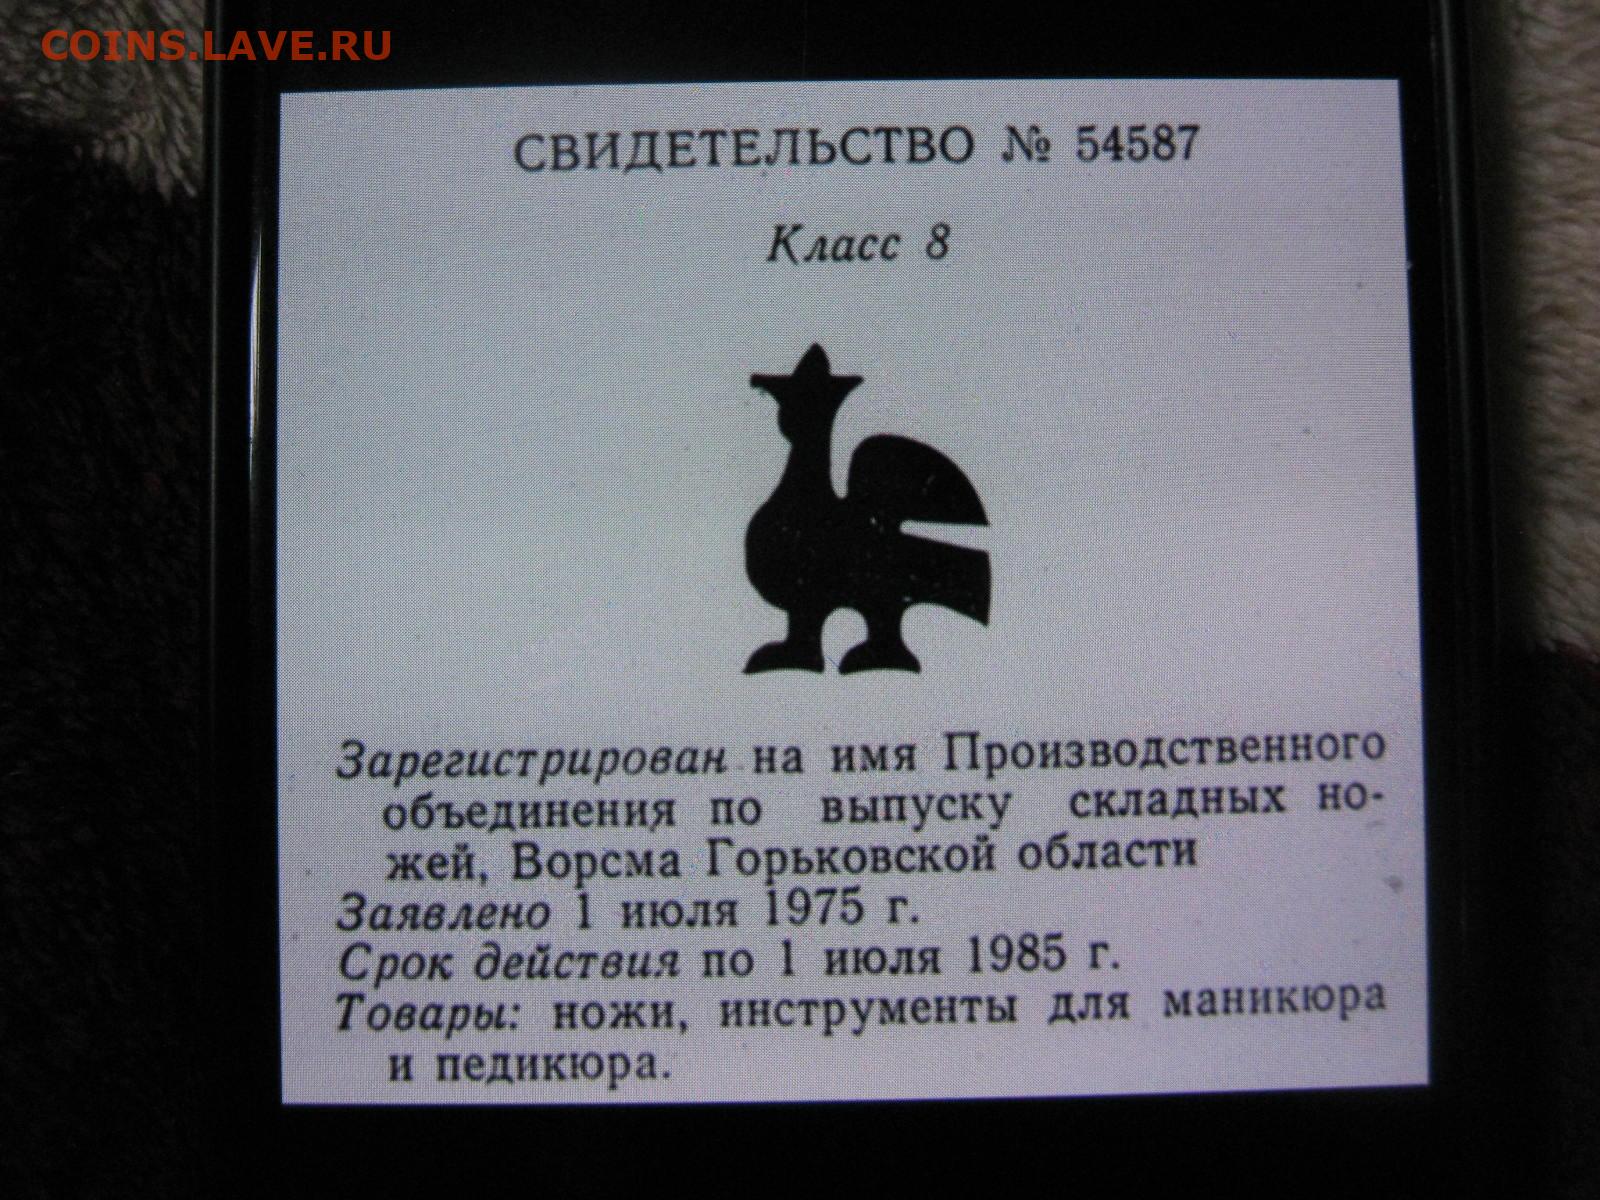 COINS.LAVE.RU
СВИДЕТЕЛЬСТВО № 54587
Класс 8
Зарегистрирован на имя Производственного
объединения по выпуску складных но-
жей, Ворсма Горьковской области
Заявлено 1 июля 1975 г.
Срок действия по 1 июля 1985 г.
Товары: ножи, инструменты для маникюра
и педикюра.